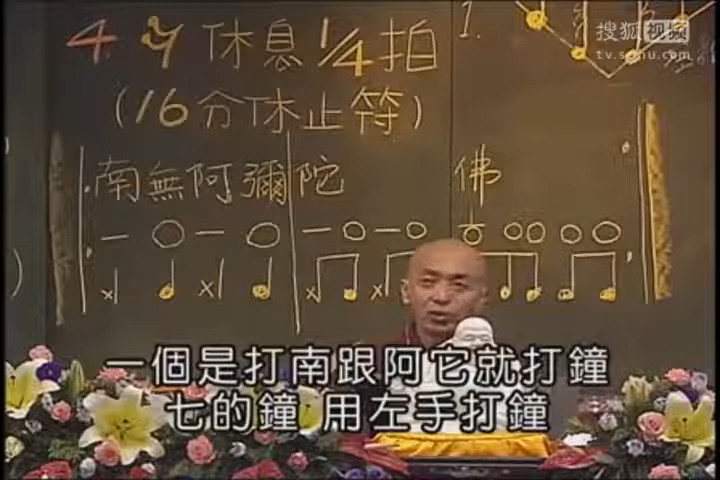 4. 休息1/4拍
1.
搜狐视频
tv.sohu.com
(16分休止符)
南無阿彌陀 佛
一個是打南跟阿它就打鐘
七的鐘 用左手打鐘